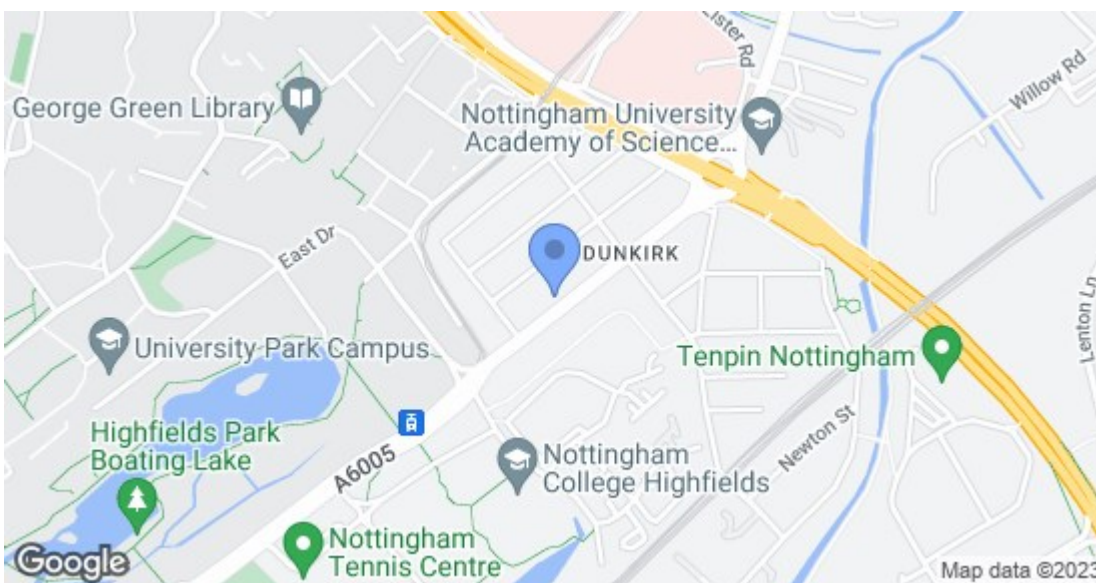 Lister Rd
Willow Rd
George Green Library
Nottingham University
Academy of Science...
East Dr
DUNKIRK
Lenton Ln
University Park Campus
Tenpin Nottingham
Highfields Park
Boating Lake
A6005
Newton St
Nottingham
College Highfields
Nottingham
Tennis Centre
Google
Map data ©2023